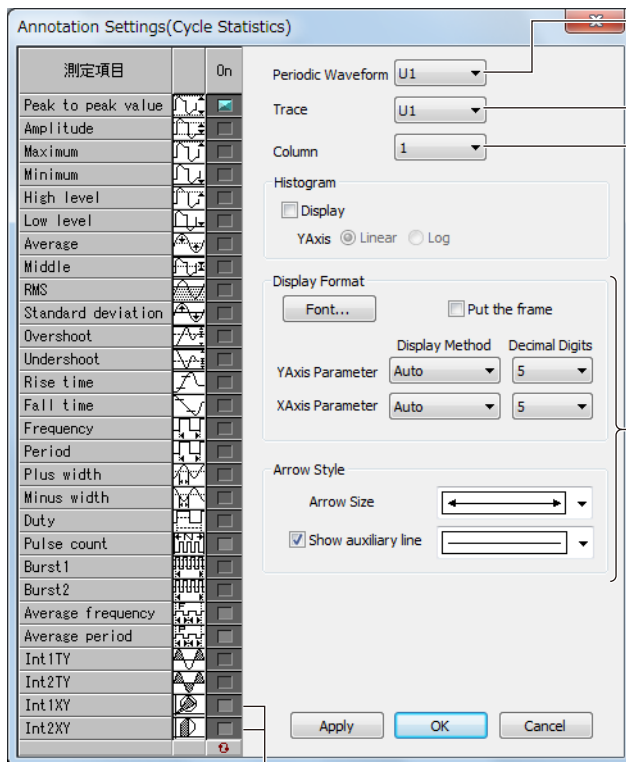 Annotation Settings(Cycle Statistics)
測定項目 On
Peak to peak value
Amplitude
Maximum
Minimum
High level
Low level
Average
Middle
RMS
Standard deviation
Overshoot
Undershoot
Rise time
Fall time
Frequency
Period
Plus width
Minus width
Duty
Pulse count
Burst1
Burst2
Average frequency
Average period
Int1TY
Int2TY
Int1XY
Int2XY
Periodic Waveform U1
Trace U1
Column 1
Histogram
Display
YAxis Linear Log
Display Format
Font... Put the frame
Display Method Decimal Digits
YAxis Parameter Auto 5
XAxis Parameter Auto 5
Arrow Style
Arrow Size
Show auxiliary line
Apply OK Cancel